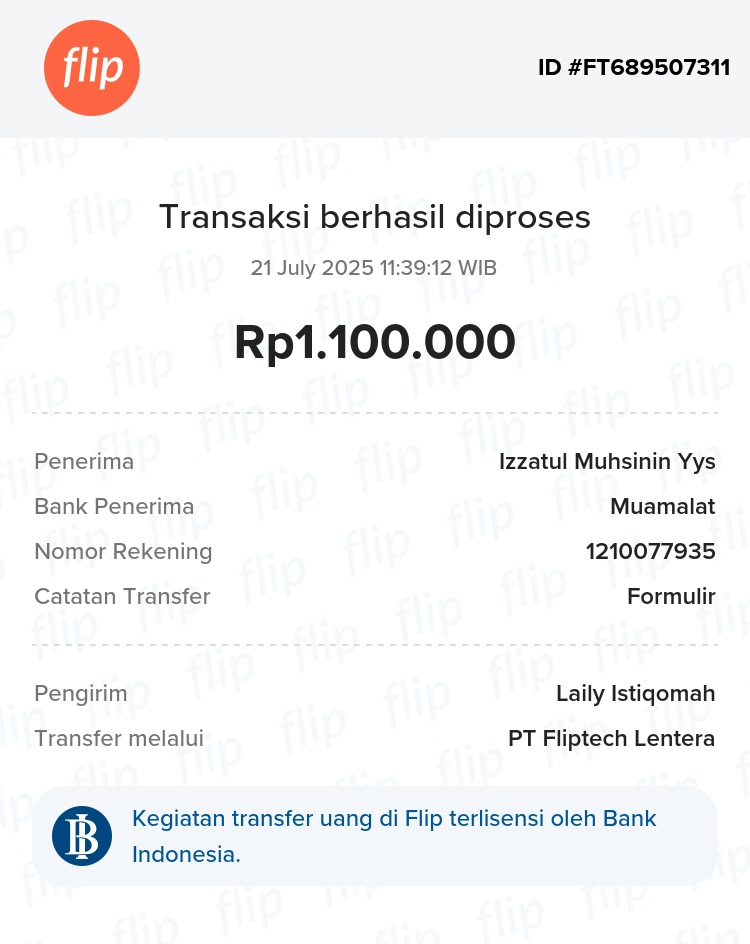 flip
ID #FT689507311
Transaksi berhasil diproses
21 July 2025 11:39:12 WIB
Rp1.100.000
Penerima Izzatul Muhsinin Yys
Bank Penerima Muamalat
Nomor Rekening 1210077935
Catatan Transfer Formulir
Pengirim Laily Istiqomah
Transfer melalui PT Fliptech Lentera
Kegiatan transfer uang di Flip terlisensi oleh Bank
Indonesia.